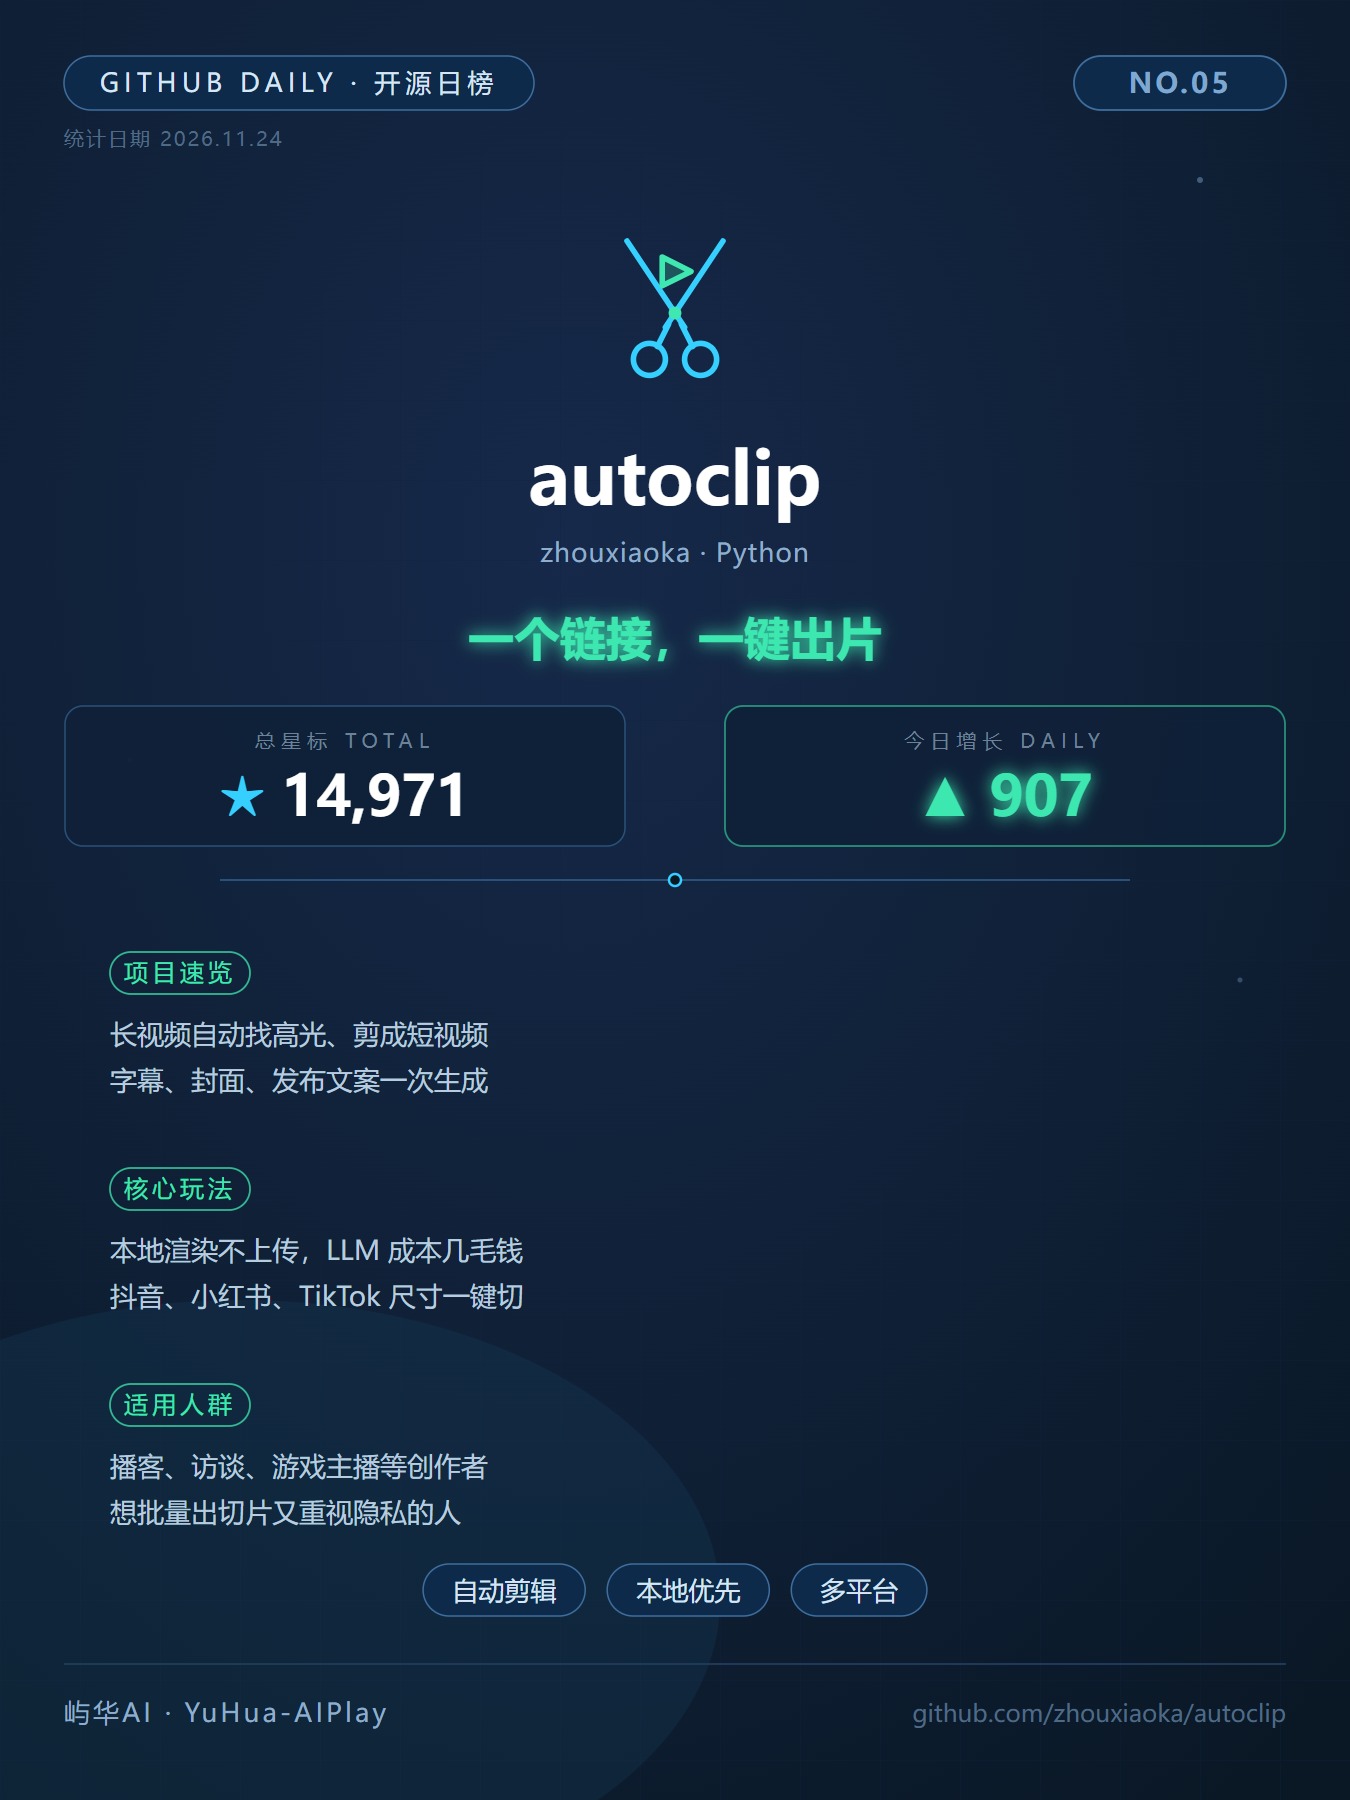 GITHUB DAILY · 开源日榜
NO.05
统计日期 2026.11.24
autoclip
zhouxiaoka · Python
一个链接，一键出片
总星标 TOTAL
★ 14,971
今日增长 DAILY
▲ 907
项目速览
长视频自动找高光、剪成短视频
字幕、封面、发布文案一次生成
核心玩法
本地渲染不上传，LLM 成本几毛钱
抖音、小红书、TikTok 尺寸一键切
适用人群
播客、访谈、游戏主播等创作者
想批量出切片又重视隐私的人
自动剪辑
本地优先
多平台
屿华AI · YuHua-AIPlay
github.com/zhouxiaoka/autoclip